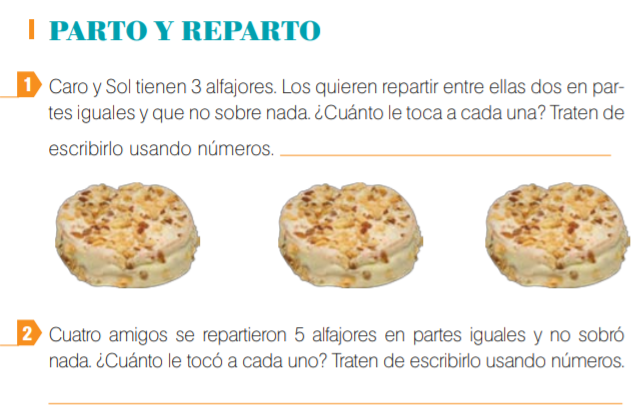 PARTO Y REPARTO
1 Caro y Sol tienen 3 alfajores. Los quieren repartir entre ellas dos en par-
tes iguales y que no sobre nada. ¿Cuánto le toca a cada una? Traten de
escribirlo usando números.
2 Cuatro amigos se repartieron 5 alfajores en partes iguales y no sobró
nada. ¿Cuánto le tocó a cada uno? Traten de escribirlo usando números.